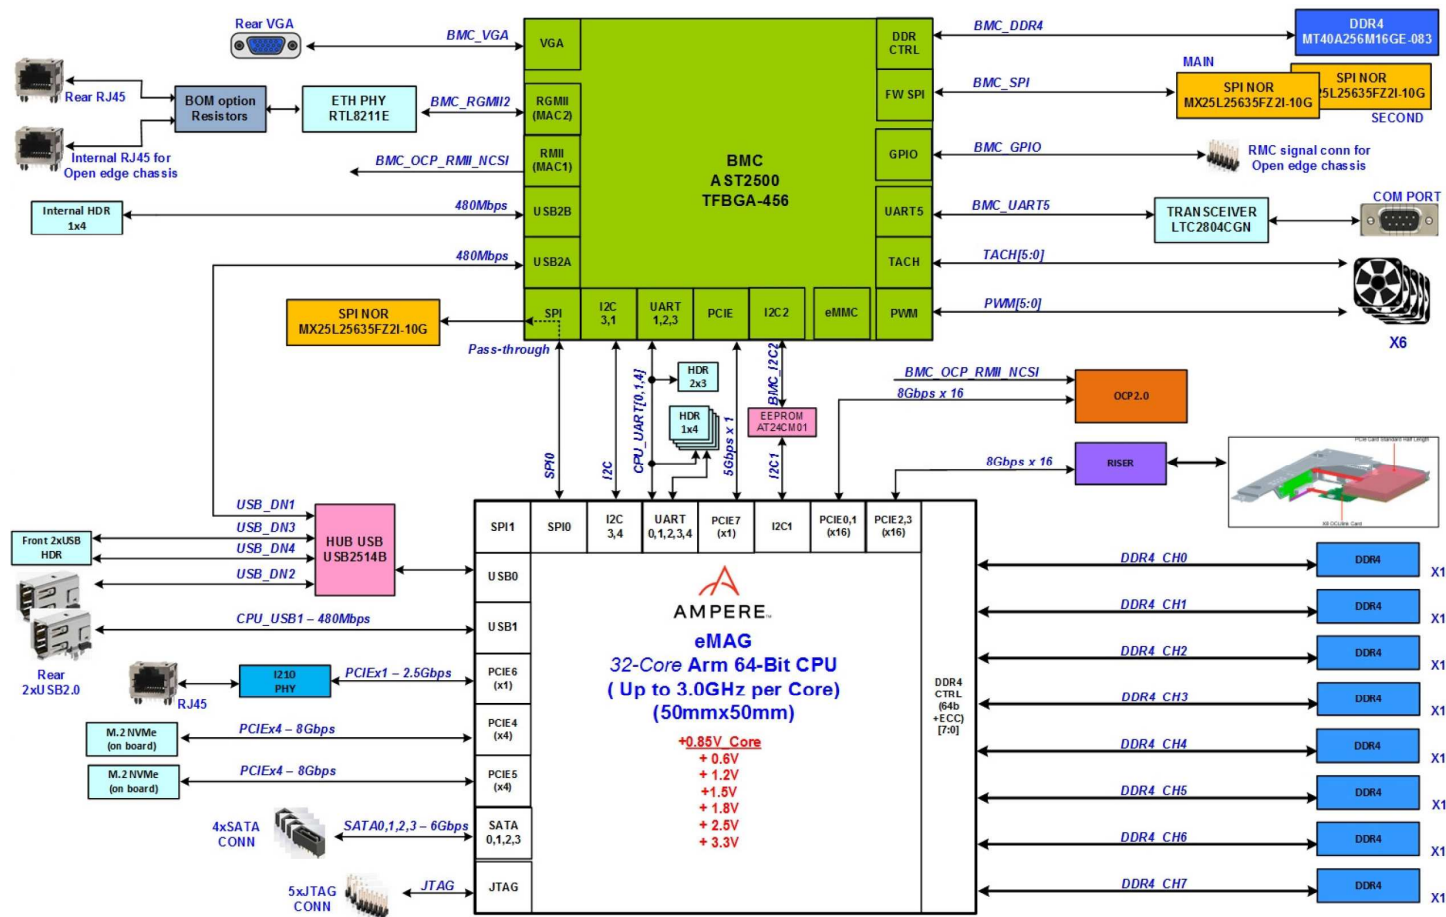 Rear VGA
BMC_VGA
VGA
DDR
CTRL
BMC_DDR4
DDR4
MT40A256M16GE-083
Rear RJ45
BOM option
Resistors
ETH PHY
RTL8211E
BMC_RGMII2
RGMII
(MAC2)
FW SPI
BMC_SPI
MAIN
SPI NOR
MX25L25635FZ2I-10G
SPI NOR
25L25635FZ2I-10G
SECOND
Internal RJ45 for
Open edge chassis
BMC_OCP_RMII_NCSI
RMII
(MAC1)
BMC
AST2500
TFBGA-456
GPIO
BMC_GPIO
RMC signal conn for
Open edge chassis
Internal HDR
1x4
480Mbps
USB2B
UART5
BMC_UART5
TRANSCEIVER
LTC2804CGN
COM PORT
480Mbps
USB2A
TACH
TACH[5:0]
SPI NOR
MX25L25635FZ2I-10G
SPI
I2C
3,1
UART
1,2,3
PCIE
I2C2
eMMC
PWM
PWM[5:0]
X6
Pass-through
SPI0
I2C
CPU_UART[0,1,4]
HDR
2x3
HDR
1x4
5Gbps x 1
BMC_I2C2
EEPROM
AT24CM01
I2C1
BMC_OCP_RMII_NCSI
8Gbps x 16
OCP2.0
8Gbps x 16
RISER
PCIe Card Standard Half Length
X8 OCulink Card
USB_DN1
USB_DN3
USB_DN4
USB_DN2
Front 2xUSB
HDR
HUB USB
USB2514B
SPI1
SPI0
I2C
3,4
UART
0,1,2,3,4
PCIE7
(x1)
I2C1
PCIE0,1
(x16)
PCIE2,3
(x16)
USB0
CPU_USB1 – 480Mbps
USB1
Rear
2xUSB2.0
RJ45
I210
PHY
PCIEx1 – 2.5Gbps
PCIE6
(x1)
M.2 NVMe
(on board)
PCIEx4 – 8Gbps
PCIE4
(x4)
M.2 NVMe
(on board)
PCIEx4 – 8Gbps
PCIE5
(x4)
4xSATA
CONN
SATA0,1,2,3 – 6Gbps
SATA
0,1,2,3
5xJTAG
CONN
JTAG
JTAG
AMPERE™
eMAG
32-Core Arm 64-Bit CPU
( Up to 3.0GHz per Core)
(50mmx50mm)
+0.85V_Core
+ 0.6V
+ 1.2V
+1.5V
+ 1.8V
+ 2.5V
+ 3.3V
DDR4
CTRL
(64b
+ECC)
[7:0]
DDR4_CH0
DDR4
X1
DDR4_CH1
DDR4
X1
DDR4_CH2
DDR4
X1
DDR4_CH3
DDR4
X1
DDR4_CH4
DDR4
X1
DDR4_CH5
DDR4
X1
DDR4_CH6
DDR4
X1
DDR4_CH7
DDR4
X1